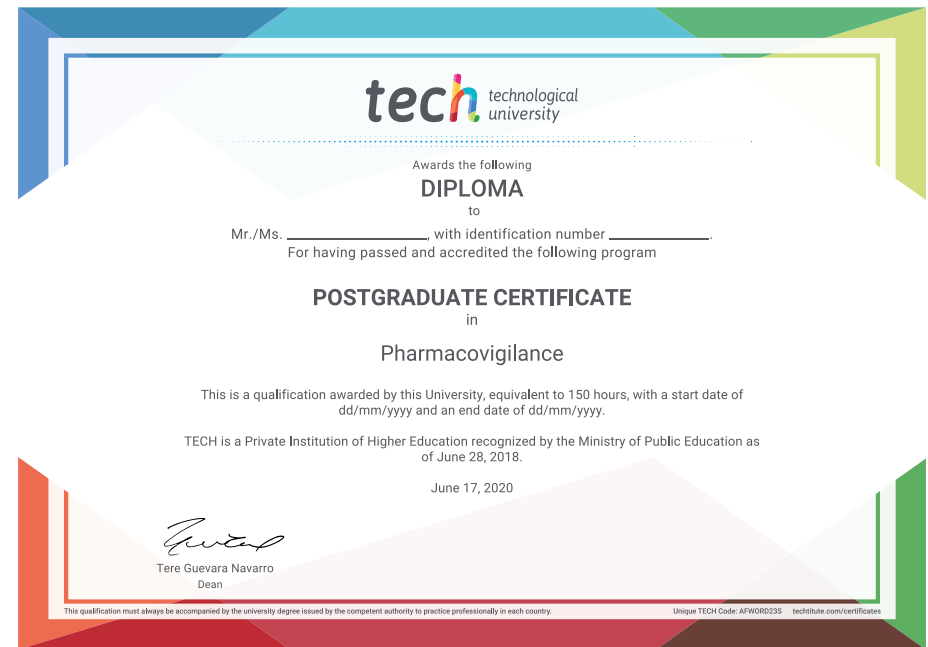 tech technological
university
Awards the following
DIPLOMA
to
Mr./Ms. __________________, with identification number _____________.
For having passed and accredited the following program
POSTGRADUATE CERTIFICATE
in
Pharmacovigilance
This is a qualification awarded by this University, equivalent to 150 hours, with a start date of
dd/mm/yyyy and an end date of dd/mm/yyyy.
TECH is a Private Institution of Higher Education recognized by the Ministry of Public Education as
of June 28, 2018.
June 17, 2020
Tere Guevara Navarro
Dean
This qualification must always be accompanied by the university degree issued by the competent authority to practice professionally in each country.
Unique TECH Code: AFWORD23S techtitute.com/certificates